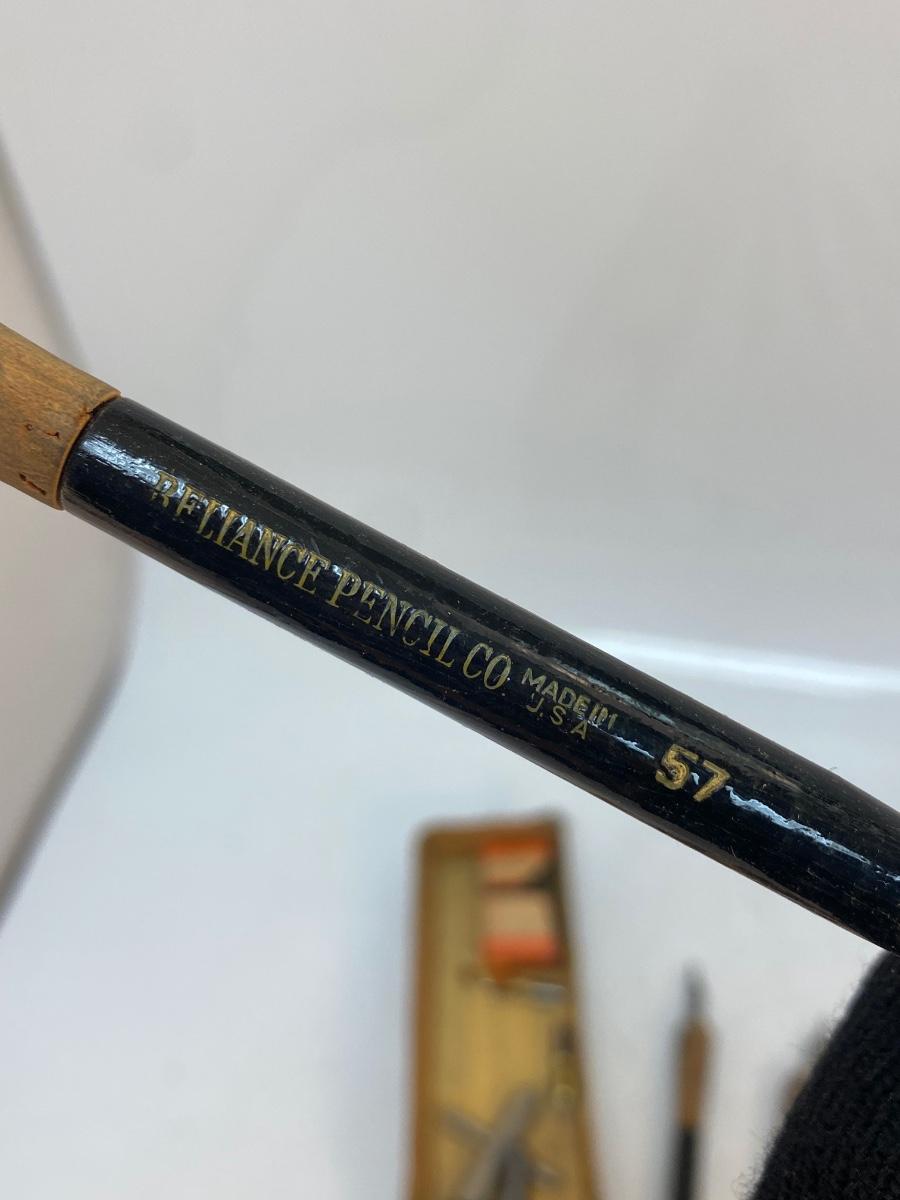 RELIANCE PENCIL CO
MADE IN
U.S.A
57